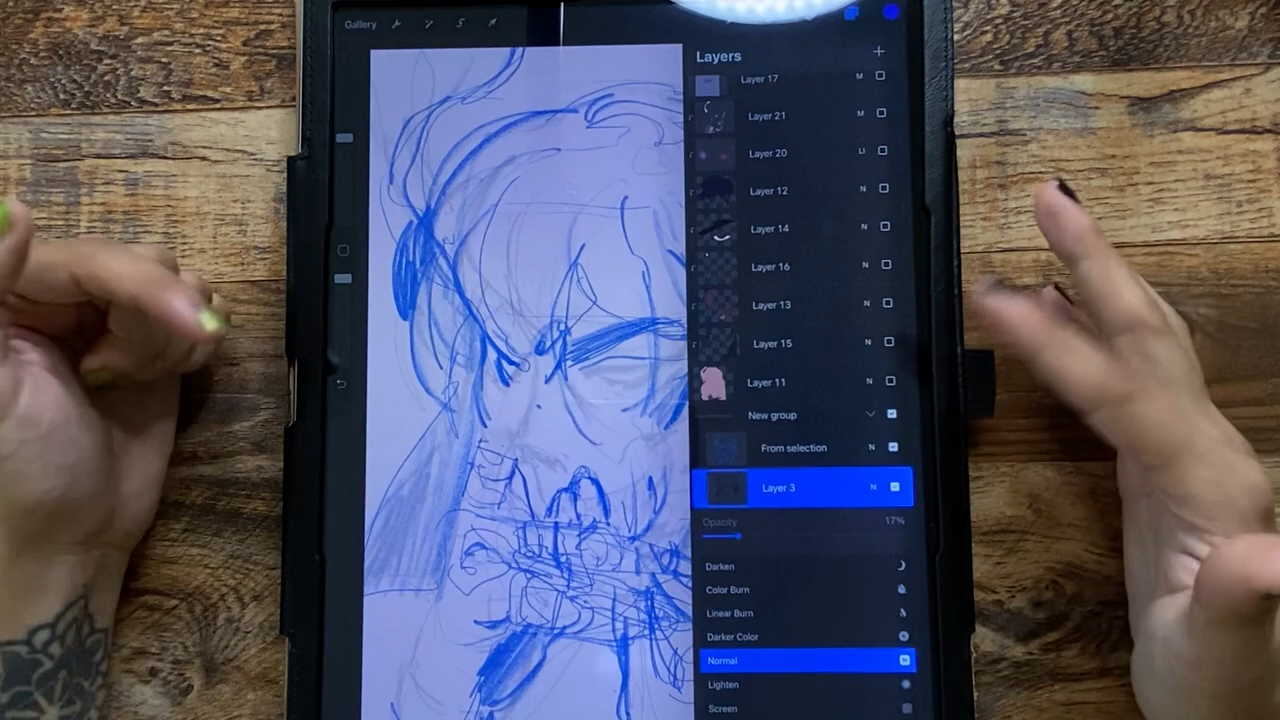 Gallery
Layers
Layer 17 M
Layer 21 M
Layer 20 LI
Layer 12 N
Layer 14 N
Layer 16 N
Layer 13 N
Layer 15 N
Layer 11 N
New group
From selection N
Layer 3 N
Opacity 17%
Darken
Color Burn
Linear Burn
Darker Color
Normal N
Lighten
Screen